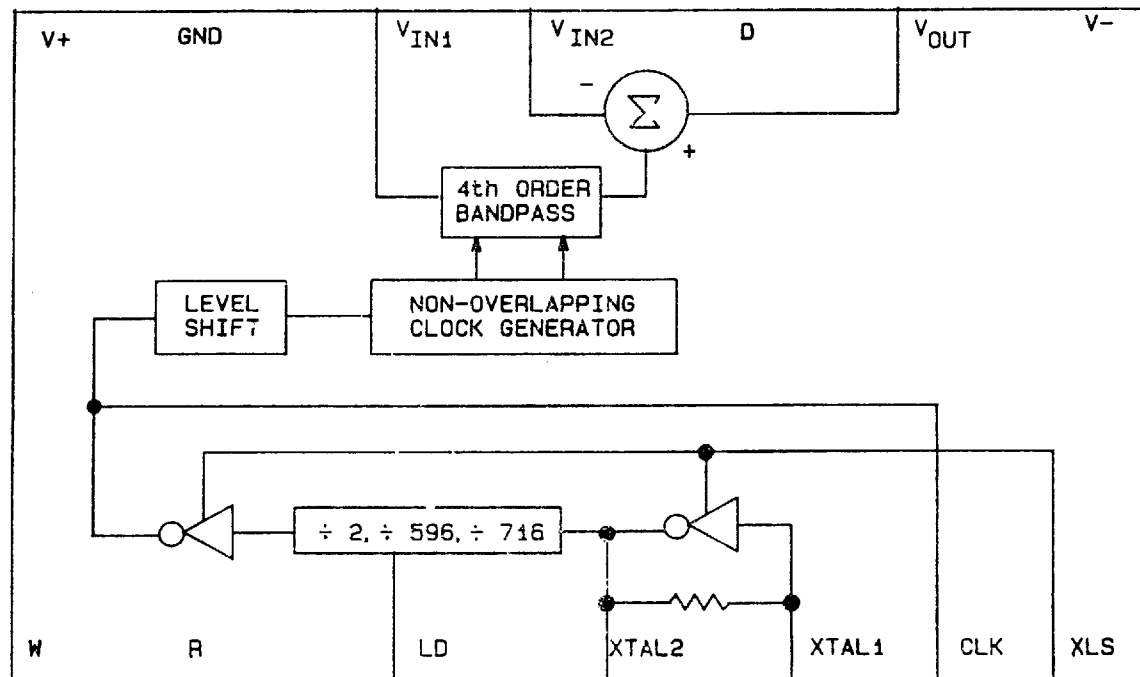 V+ GND VIN1 VIN2 D VOUT V-
-
Σ
+
4th ORDER
BANDPASS
LEVEL
SHIFT
NON-OVERLAPPING
CLOCK GENERATOR
÷ 2, ÷ 596, ÷ 716
W R LD XTAL2 XTAL1 CLK XLS